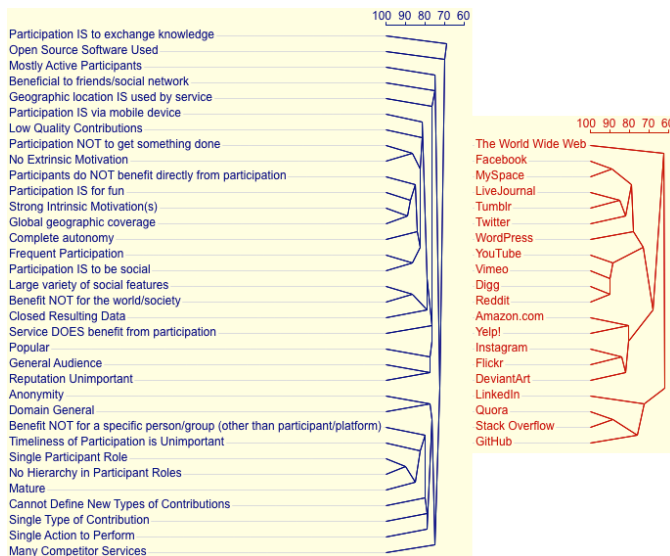 100 90 80 70 60
Participation IS to exchange knowledge
Open Source Software Used
Mostly Active Participants
Beneficial to friends/social network
Geographic location IS used by service
Participation IS via mobile device
Low Quality Contributions
Participation NOT to get something done
No Extrinsic Motivation
Participants do NOT benefit directly from participation
Participation IS for fun
Strong Intrinsic Motivation(s)
Global geographic coverage
Complete autonomy
Frequent Participation
Participation IS to be social
Large variety of social features
Benefit NOT for the world/society
Closed Resulting Data
Service DOES benefit from participation
Popular
General Audience
Reputation Unimportant
Anonymity
Domain General
Benefit NOT for a specific person/group (other than participant/platform)
Timeliness of Participation is Unimportant
Single Participant Role
No Hierarchy in Participant Roles
Mature
Cannot Define New Types of Contributions
Single Type of Contribution
Single Action to Perform
Many Competitor Services
100 90 80 70 60
The World Wide Web
Facebook
MySpace
LiveJournal
Tumblr
Twitter
WordPress
YouTube
Vimeo
Digg
Reddit
Amazon.com
Yelp!
Instagram
Flickr
DeviantArt
LinkedIn
Quora
Stack Overflow
GitHub